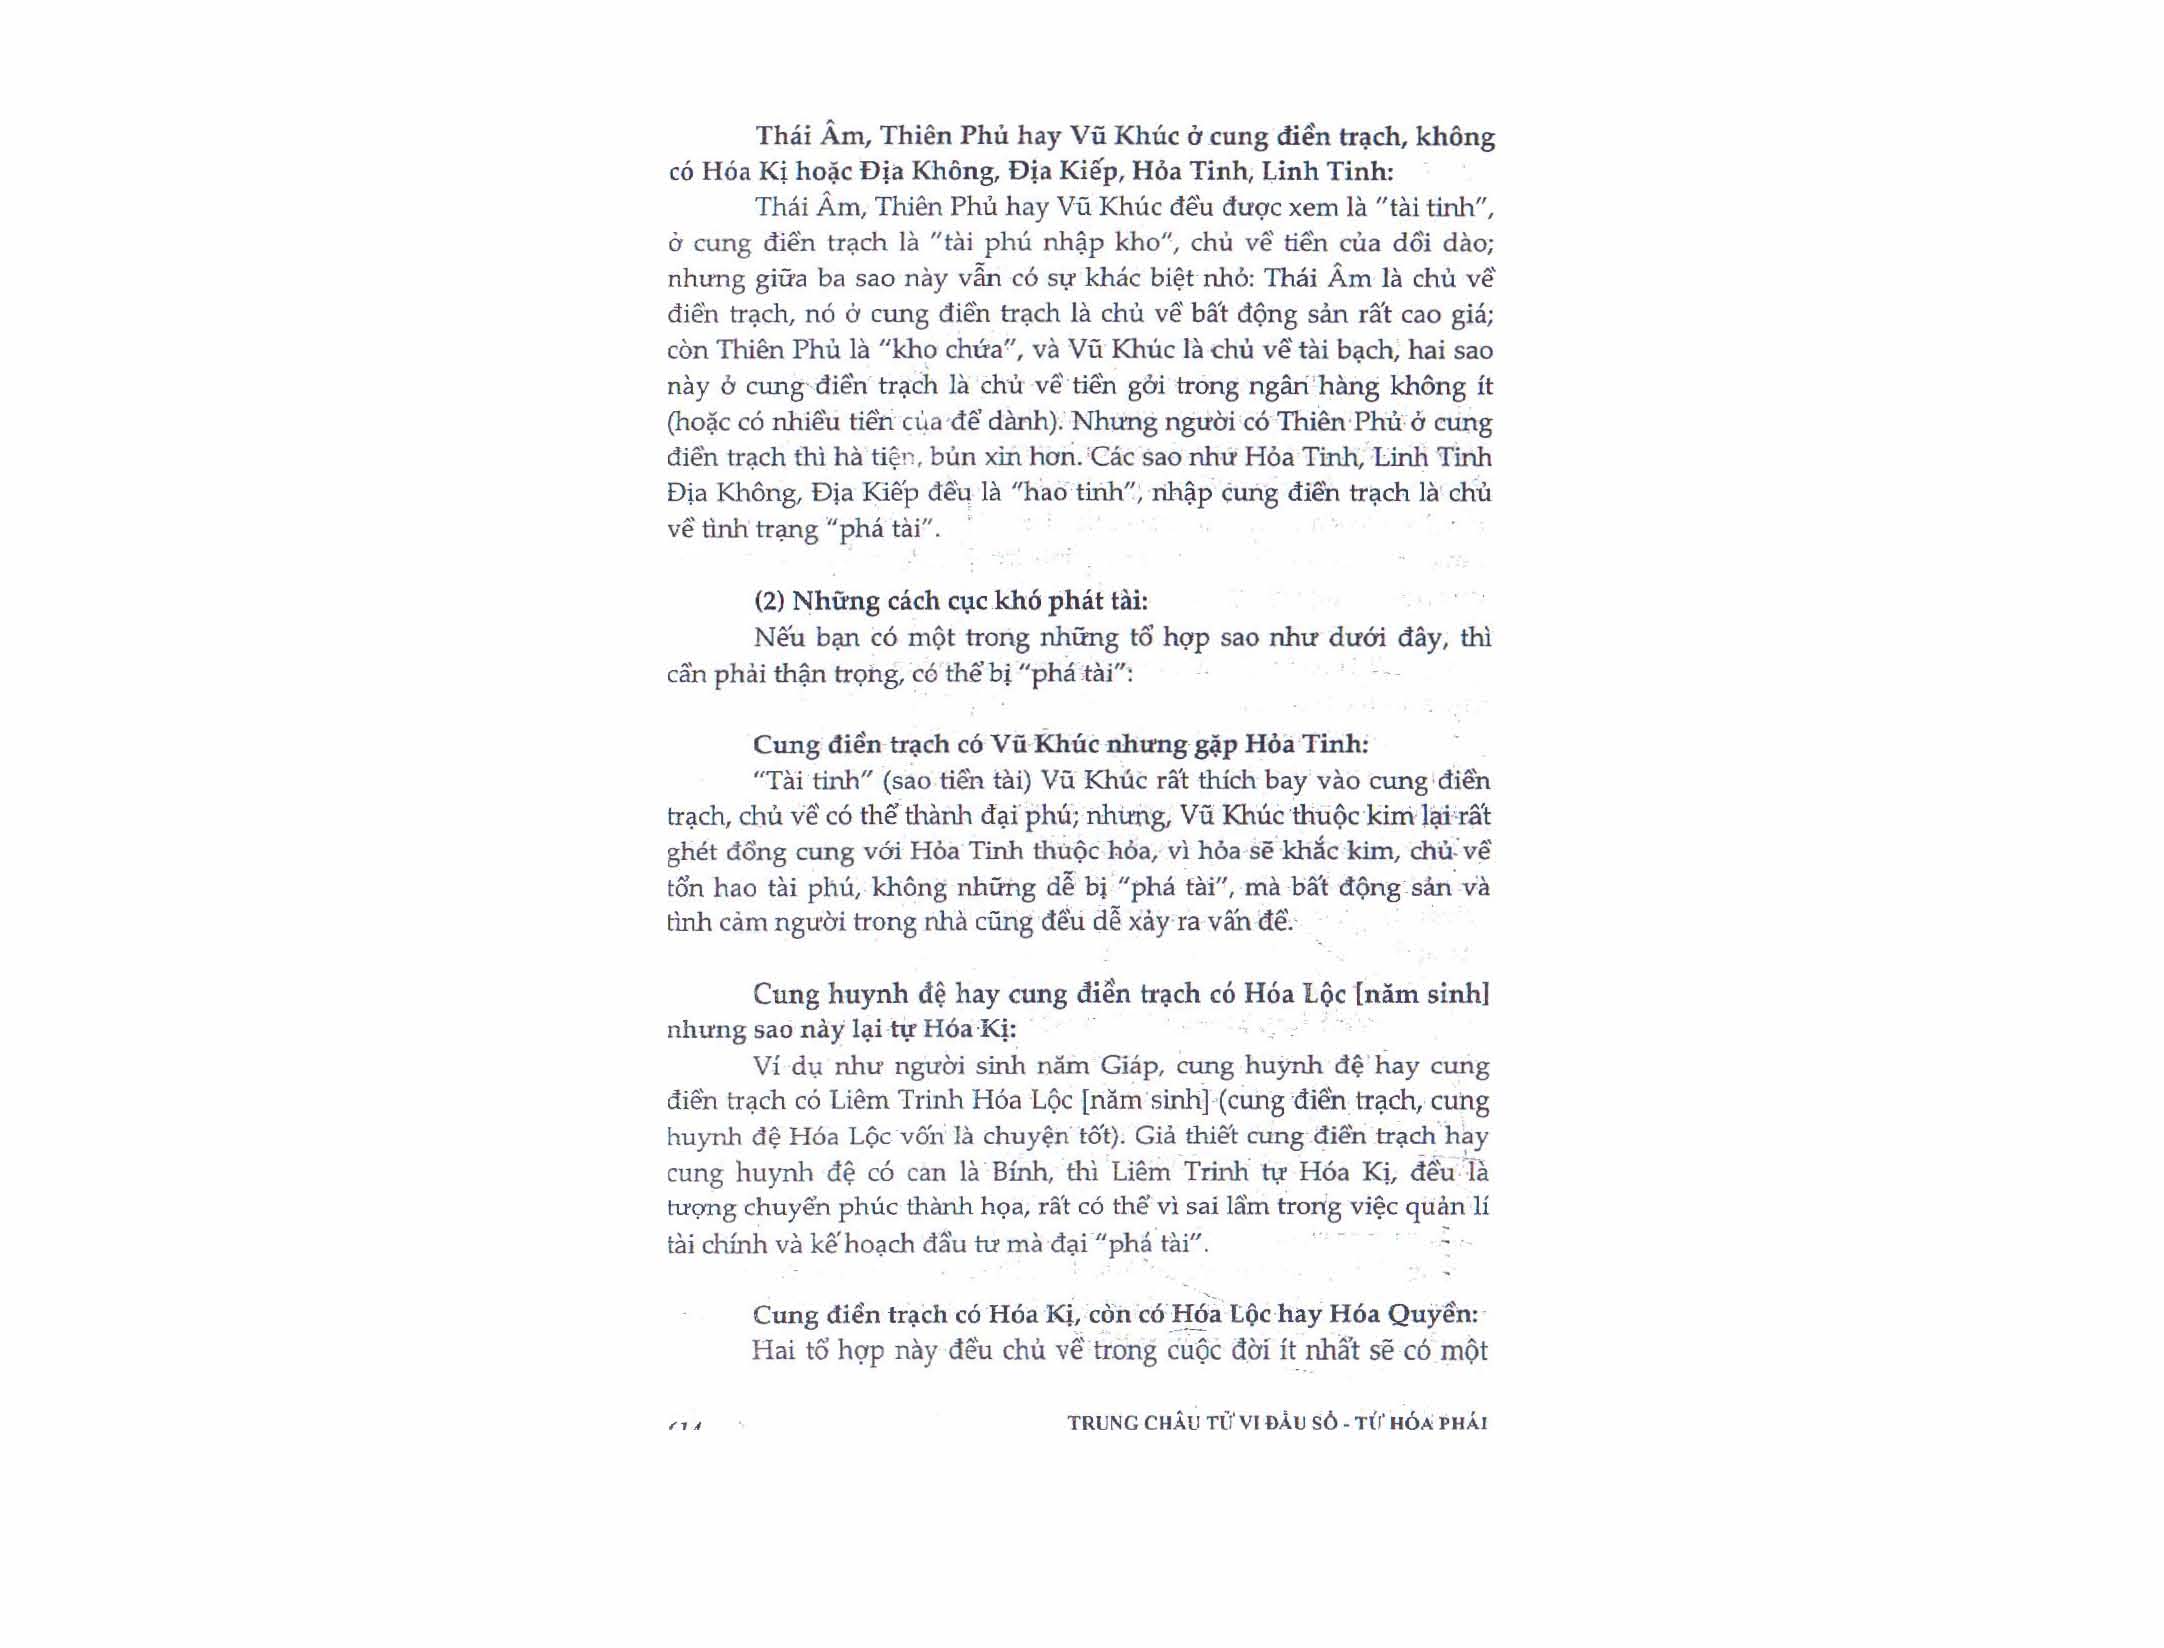 Thái Âm, Thiên Phủ hay Vũ Khúc ở cung điền trạch, không
có Hóa Kị hoặc Địa Không, Địa Kiếp, Hỏa Tinh, Linh Tinh:
Thái Âm, Thiên Phủ hay Vũ Khúc đều được xem là "tài tinh",
ở cung điền trạch là "tài phú nhập kho", chủ về tiền của dồi dào;
nhưng giữa ba sao này vẫn có sự khác biệt nhỏ: Thái Âm là chủ về
điền trạch, nó ở cung điền trạch là chủ về bất động sản rất cao giá;
còn Thiên Phủ là "kho chứa", và Vũ Khúc là chủ về tài bạch, hai sao
này ở cung điền trạch là chủ về tiền gởi trong ngân hàng không ít
(hoặc có nhiều tiền của để dành). Nhưng người có Thiên Phủ ở cung
điền trạch thì hà tiện, bủn xỉn hơn. Các sao như Hỏa Tinh, Linh Tinh
Địa Không, Địa Kiếp đều là "hao tinh", nhập cung điền trạch là chủ
về tình trạng "phá tài".
(2) Những cách cục khó phát tài:
Nếu bạn có một trong những tổ hợp sao như dưới đây, thì
cần phải thận trọng, có thể bị "phá tài":
Cung điền trạch có Vũ Khúc nhưng gặp Hỏa Tinh:
"Tài tinh" (sao tiền tài) Vũ Khúc rất thích bay vào cung điền
trạch, chủ về có thể thành đại phú; nhưng, Vũ Khúc thuộc kim lại rất
ghét đồng cung với Hỏa Tinh thuộc hỏa, vì hỏa sẽ khắc kim, chủ về
tổn hao tài phú, không những dễ bị "phá tài", mà bất động sản và
tình cảm người trong nhà cũng đều dễ xảy ra vấn đề.
Cung huynh đệ hay cung điền trạch có Hóa Lộc [năm sinh]
nhưng sao này lại tự Hóa Kị:
Ví dụ như người sinh năm Giáp, cung huynh đệ hay cung
điền trạch có Liêm Trinh Hóa Lộc [năm sinh] (cung điền trạch, cung
huynh đệ Hóa Lộc vốn là chuyện tốt). Giả thiết cung điền trạch hay
cung huynh đệ có can là Bính, thì Liêm Trinh tự Hóa Kị, đều là
tượng chuyển phúc thành họa, rất có thể vì sai lầm trong việc quản lí
tài chính và kế hoạch đầu tư mà đại "phá tài".
Cung điền trạch có Hóa Kị, còn có Hóa Lộc hay Hóa Quyền:
Hai tổ hợp này đều chủ về trong cuộc đời ít nhất sẽ có một
TRUNG CHÂU TỬ VI ĐẨU SỐ - TỨ HÓA PHÁI